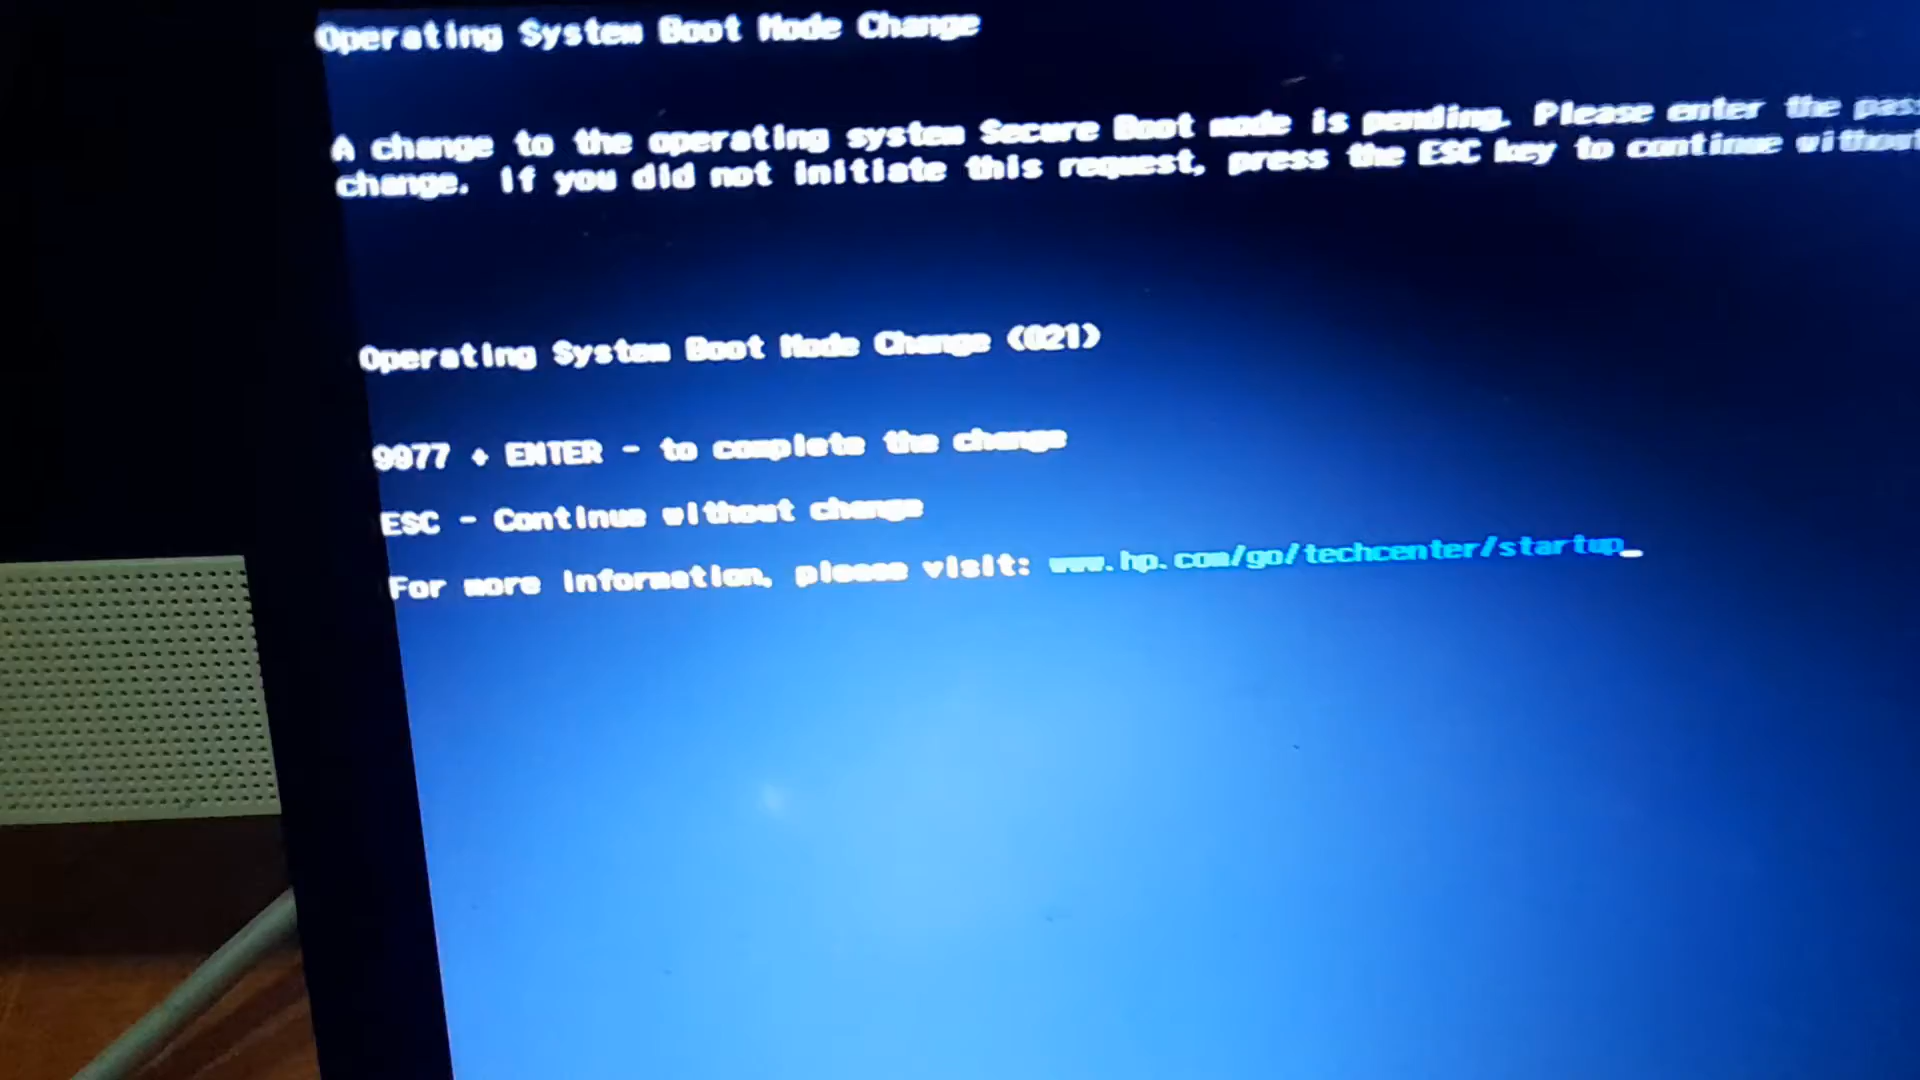 Operating System Boot Mode Change
A change to the operating system Secure Boot mode is pending. Please enter the pass
change. If you did not initiate this request, press the ESC key to continue without
Operating System Boot Mode Change (021)
9977 + ENTER - to complete the change
ESC - Continue without change
For more information, please visit: www.hp.com/go/techcenter/startup_